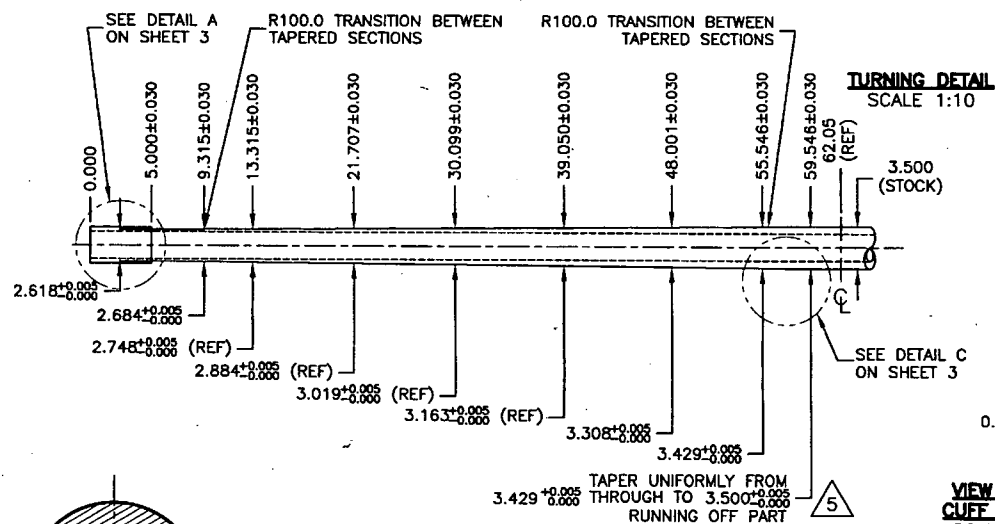 SEE DETAIL A
ON SHEET 3
R100.0 TRANSITION BETWEEN
TAPERED SECTIONS
R100.0 TRANSITION BETWEEN
TAPERED SECTIONS
TURNING DETAIL
SCALE 1:10
0.000
5.000±0.030
9.315±0.030
13.315±0.030
21.707±0.030
30.099±0.030
39.050±0.030
48.001±0.030
55.546±0.030
59.546±0.030
62.05
(REF)
3.500
(STOCK)
2.618+0.005-0.000
2.684+0.005-0.000
2.748+0.005-0.000 (REF)
2.884+0.005-0.000 (REF)
3.019+0.005-0.000 (REF)
3.163+0.005-0.000 (REF)
3.308+0.005-0.000
3.429+0.005-0.000
℄
SEE DETAIL C
ON SHEET 3
TAPER UNIFORMLY FROM
3.429 +0.005 0.000 THROUGH TO 3.500+0.005-0.000
RUNNING OFF PART
5
0.
VIEW
CUFF